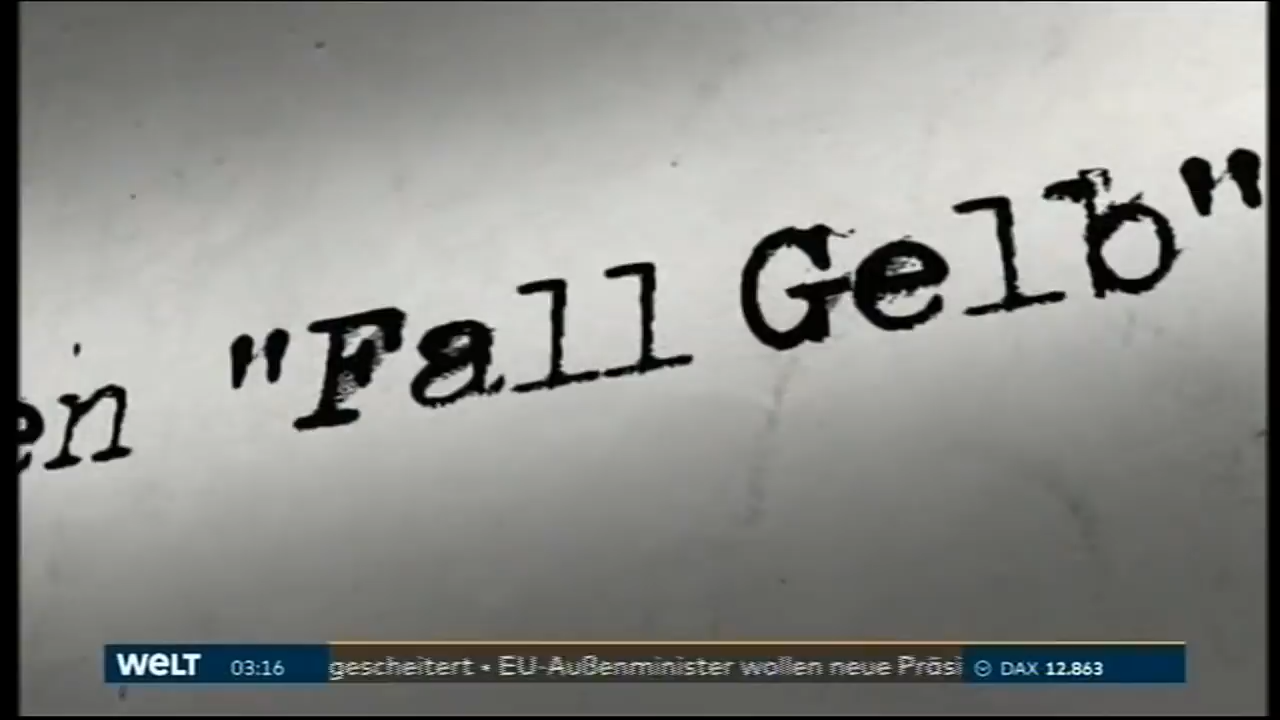 en "Fall Gelb"
WELT 03:16 gescheitert • EU-Außenminister wollen neue Präsi DAX 12.863